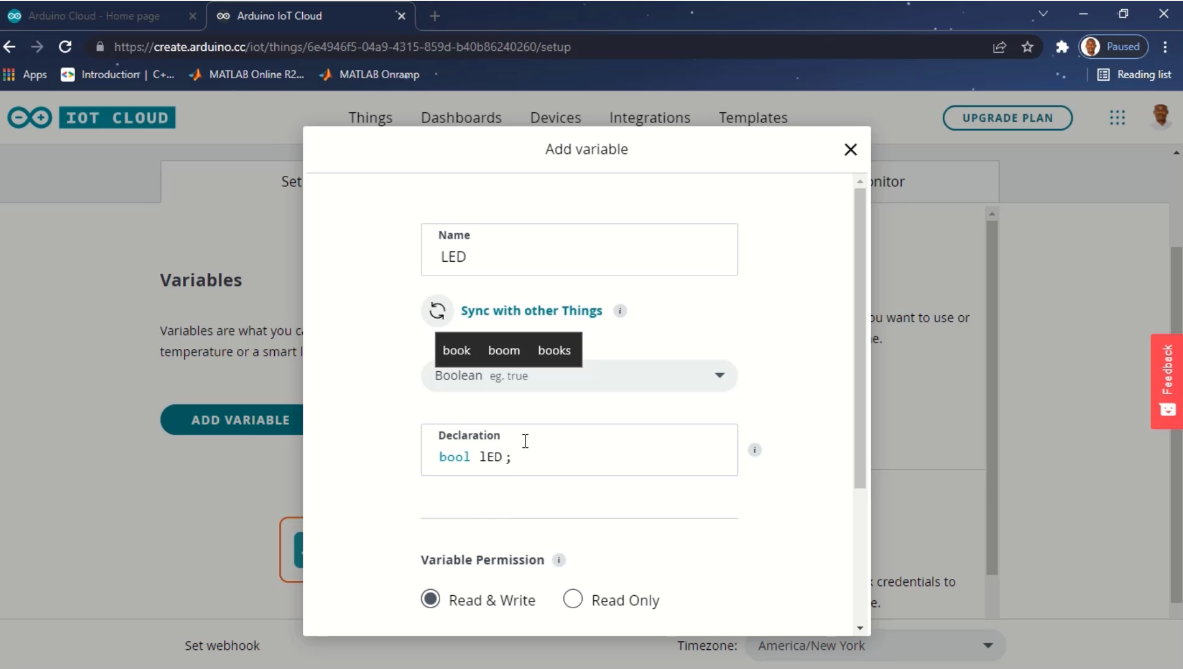 Arduino Cloud - Home page
Arduino IoT Cloud
https://create.arduino.cc/iot/things/6e4946f5-04a9-4315-859d-b40b86240260/setup
Paused
Apps
Introduction | C+...
MATLAB Online R2...
MATLAB Onramp
Reading list
IOT CLOUD
Things
Dashboards
Devices
Integrations
Templates
UPGRADE PLAN
Add variable
Set
onitor
Name
LED
Variables
Sync with other Things i
Variables are what you c
temperature or a smart l
ou want to use or
e.
book boom books
Boolean eg. true
Feedback
ADD VARIABLE
Declaration
bool lED;
i
Variable Permission i
Read & Write
Read Only
credentials to
e.
Set webhook
Timezone:
America/New York